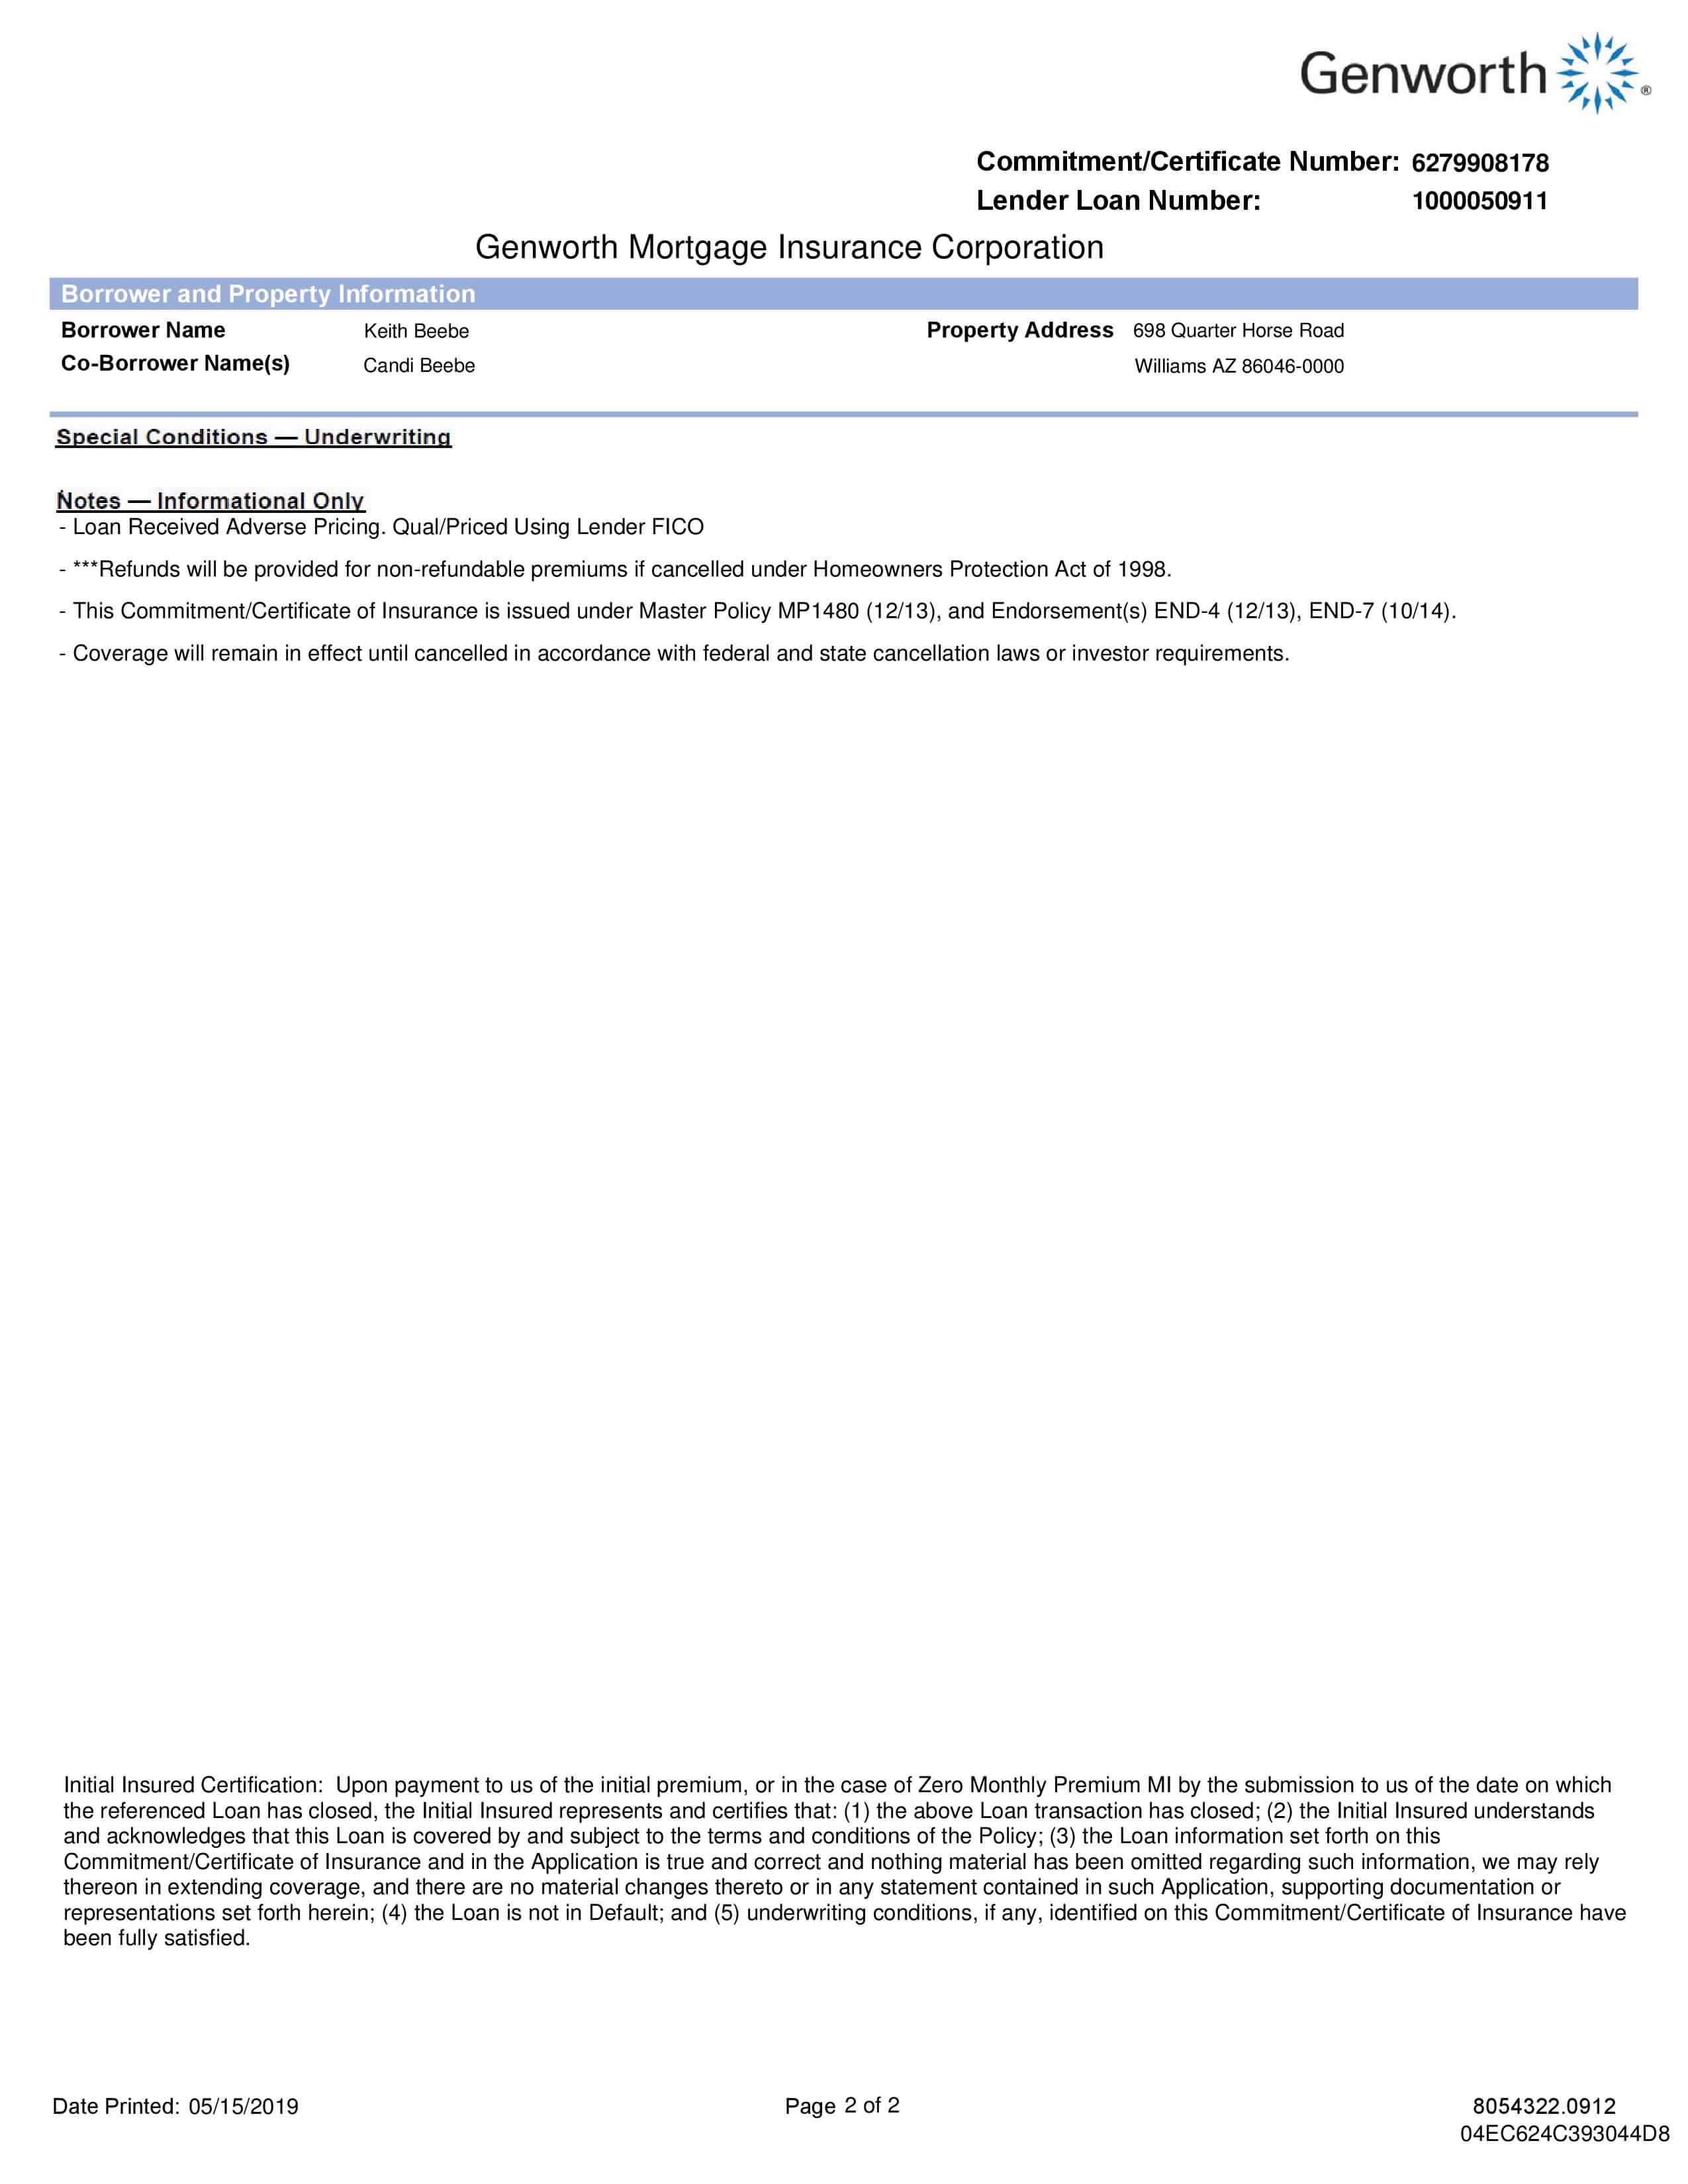 Genworth®
Commitment/Certificate Number: 6279908178
Lender Loan Number: 1000050911
Genworth Mortgage Insurance Corporation
Borrower and Property Information
Borrower Name Keith Beebe Property Address 698 Quarter Horse Road
Co-Borrower Name(s) Candi Beebe Williams AZ 86046-0000
Special Conditions — Underwriting
Notes — Informational Only
- Loan Received Adverse Pricing. Qual/Priced Using Lender FICO
- ***Refunds will be provided for non-refundable premiums if cancelled under Homeowners Protection Act of 1998.
- This Commitment/Certificate of Insurance is issued under Master Policy MP1480 (12/13), and Endorsement(s) END-4 (12/13), END-7 (10/14).
- Coverage will remain in effect until cancelled in accordance with federal and state cancellation laws or investor requirements.
Initial Insured Certification: Upon payment to us of the initial premium, or in the case of Zero Monthly Premium MI by the submission to us of the date on which
the referenced Loan has closed, the Initial Insured represents and certifies that: (1) the above Loan transaction has closed; (2) the Initial Insured understands
and acknowledges that this Loan is covered by and subject to the terms and conditions of the Policy; (3) the Loan information set forth on this
Commitment/Certificate of Insurance and in the Application is true and correct and nothing material has been omitted regarding such information, we may rely
thereon in extending coverage, and there are no material changes thereto or in any statement contained in such Application, supporting documentation or
representations set forth herein; (4) the Loan is not in Default; and (5) underwriting conditions, if any, identified on this Commitment/Certificate of Insurance have
been fully satisfied.
Date Printed: 05/15/2019 Page 2 of 2 8054322.0912
04EC624C393044D8